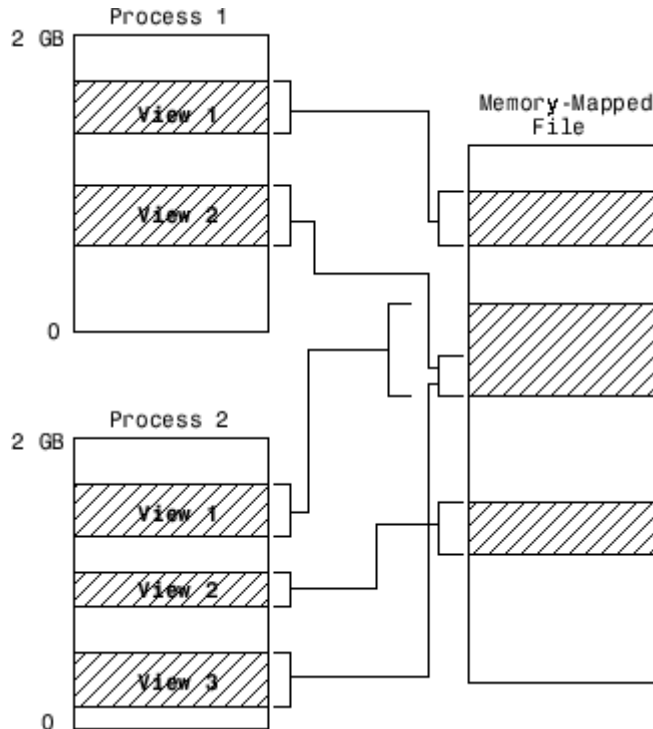 Process 1
2 GB
View 1
View 2
0
Memory-Mapped
File
Process 2
2 GB
View 1
View 2
View 3
0